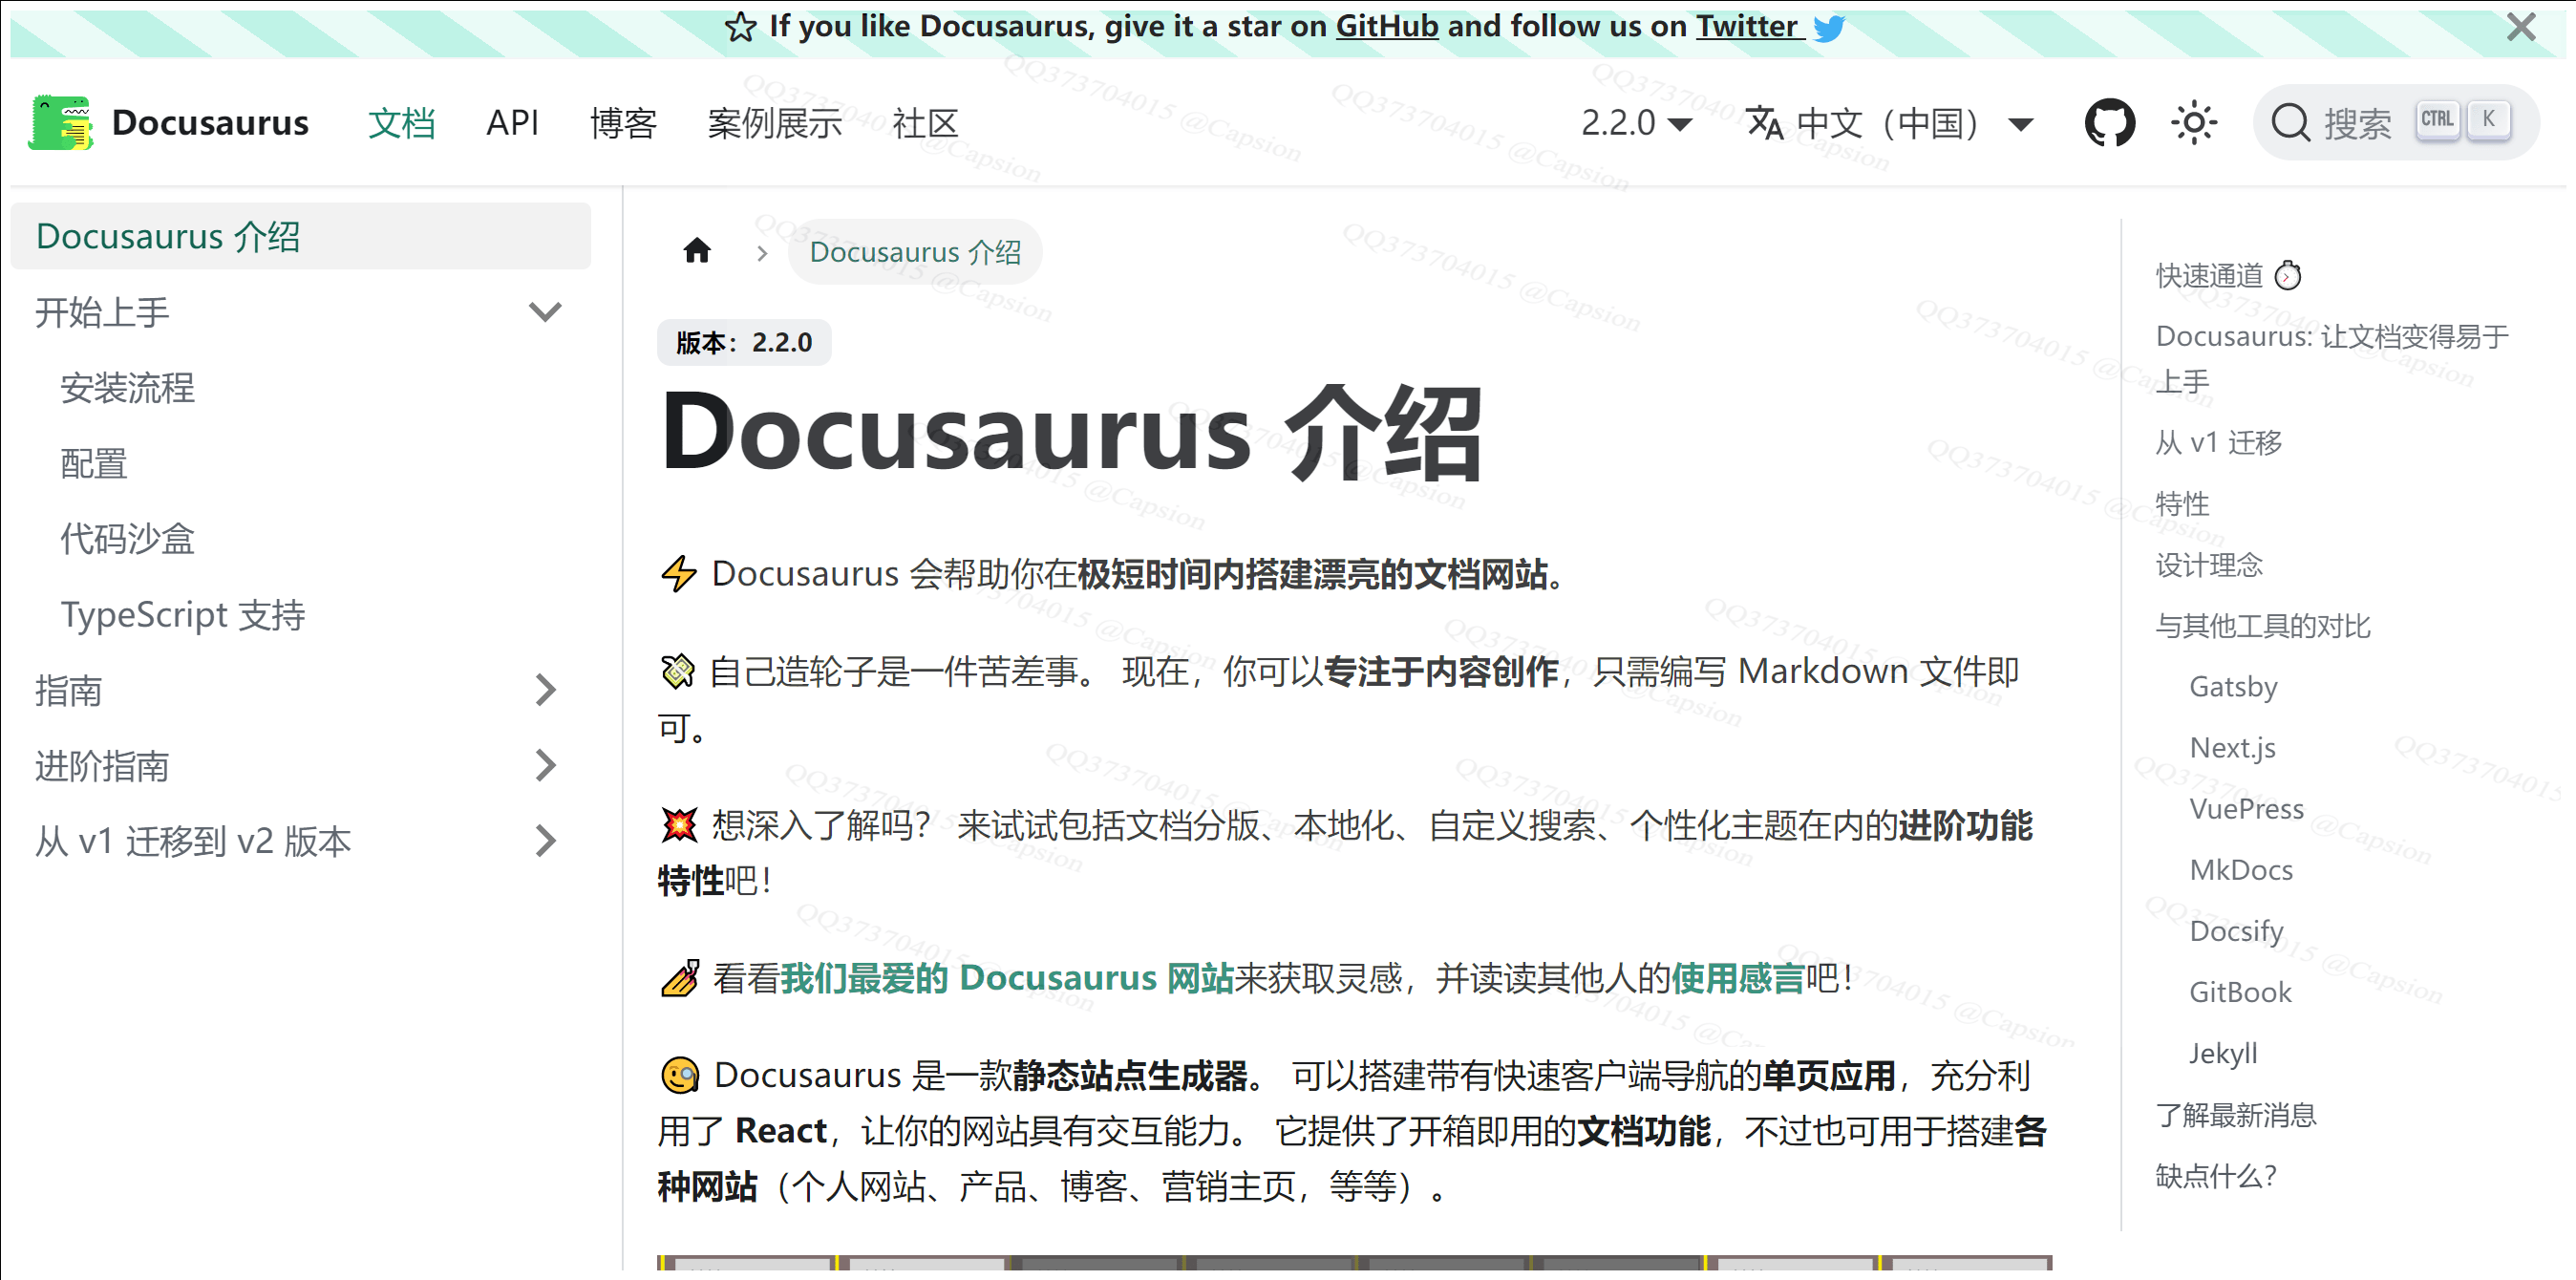 If you like Docusaurus, give it a star on GitHub and follow us on Twitter
Docusaurus 文档 API 博客 案例展示 社区 2.2.0 中文（中国） 搜索 CTRL K
Docusaurus 介绍
开始上手
安装流程
配置
代码沙盒
TypeScript 支持
指南
进阶指南
从 v1 迁移到 v2 版本
Docusaurus 介绍
版本：2.2.0
Docusaurus 介绍
⚡ Docusaurus 会帮助你在极短时间内搭建漂亮的文档网站。
💸 自己造轮子是一件苦差事。 现在，你可以专注于内容创作，只需编写 Markdown 文件即
可。
💥 想深入了解吗？ 来试试包括文档分版、本地化、自定义搜索、个性化主题在内的进阶功能
特性吧！
💅 看看我们最爱的 Docusaurus 网站来获取灵感，并读读其他人的使用感言吧！
🧐 Docusaurus 是一款静态站点生成器。 可以搭建带有快速客户端导航的单页应用，充分利
用了 React，让你的网站具有交互能力。 它提供了开箱即用的文档功能，不过也可用于搭建各
种网站（个人网站、产品、博客、营销主页，等等）。
快速通道 ⏱️
Docusaurus: 让文档变得易于
上手
从 v1 迁移
特性
设计理念
与其他工具的对比
Gatsby
Next.js
VuePress
MkDocs
Docsify
GitBook
Jekyll
了解最新消息
缺点什么？
QQ373704015 @Capsion